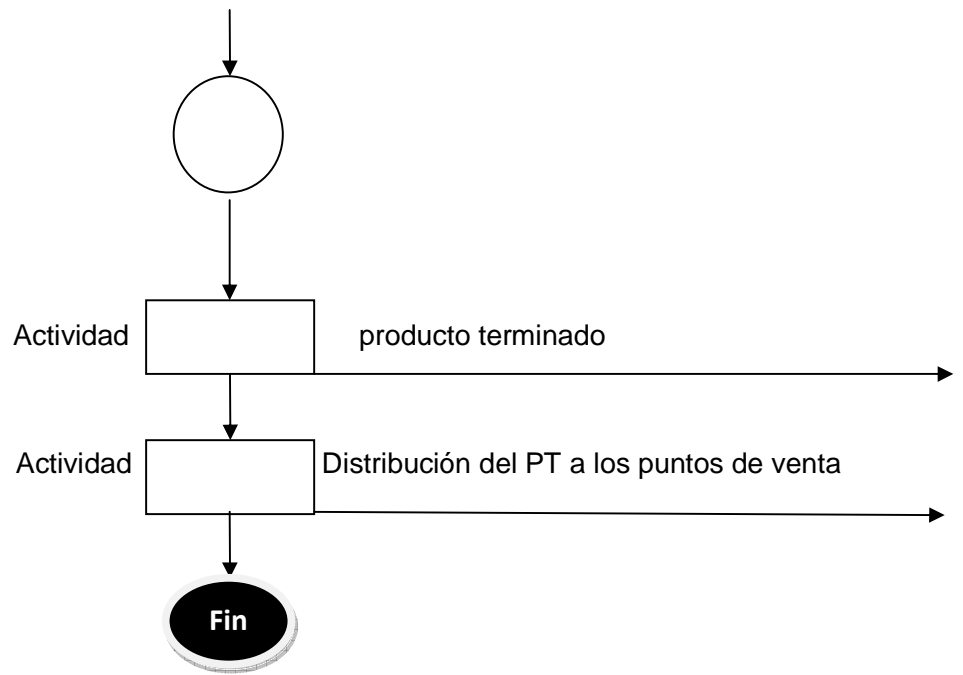 Actividad producto terminado
Actividad Distribución del PT a los puntos de venta
Fin